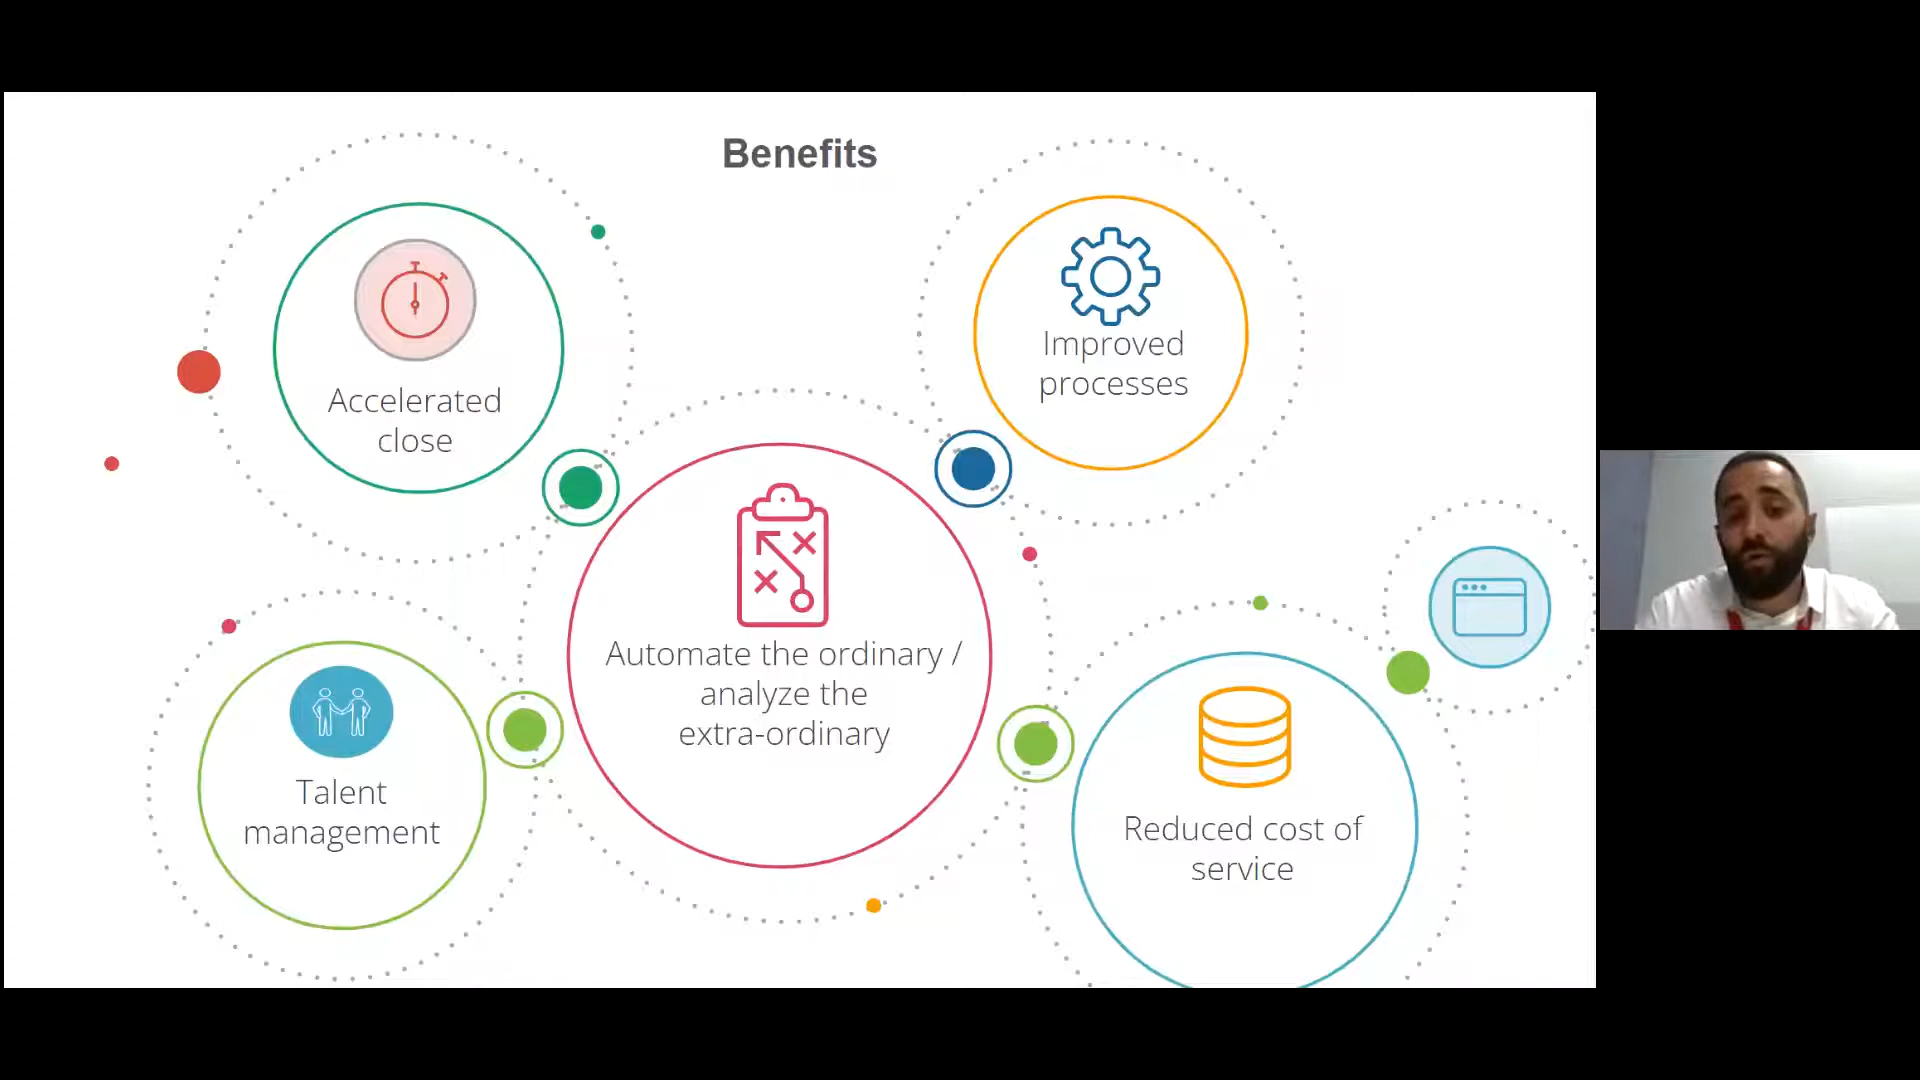 Benefits
Accelerated
close
Improved
processes
Automate the ordinary /
analyze the
extra-ordinary
Talent
management
Reduced cost of
service